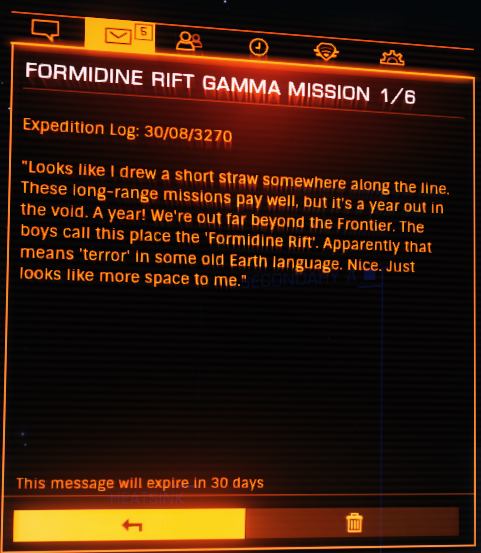 5
FORMIDINE RIFT GAMMA MISSION 1/6
Expedition Log: 30/08/3270
"Looks like I drew a short straw somewhere along the line.
These long-range missions pay well, but it's a year out in
the void. A year! We're out far beyond the Frontier. The
boys call this place the 'Formidine Rift'. Apparently that
means 'terror' in some old Earth language. Nice. Just
looks like more space to me."
This message will expire in 30 days
HEATSINK